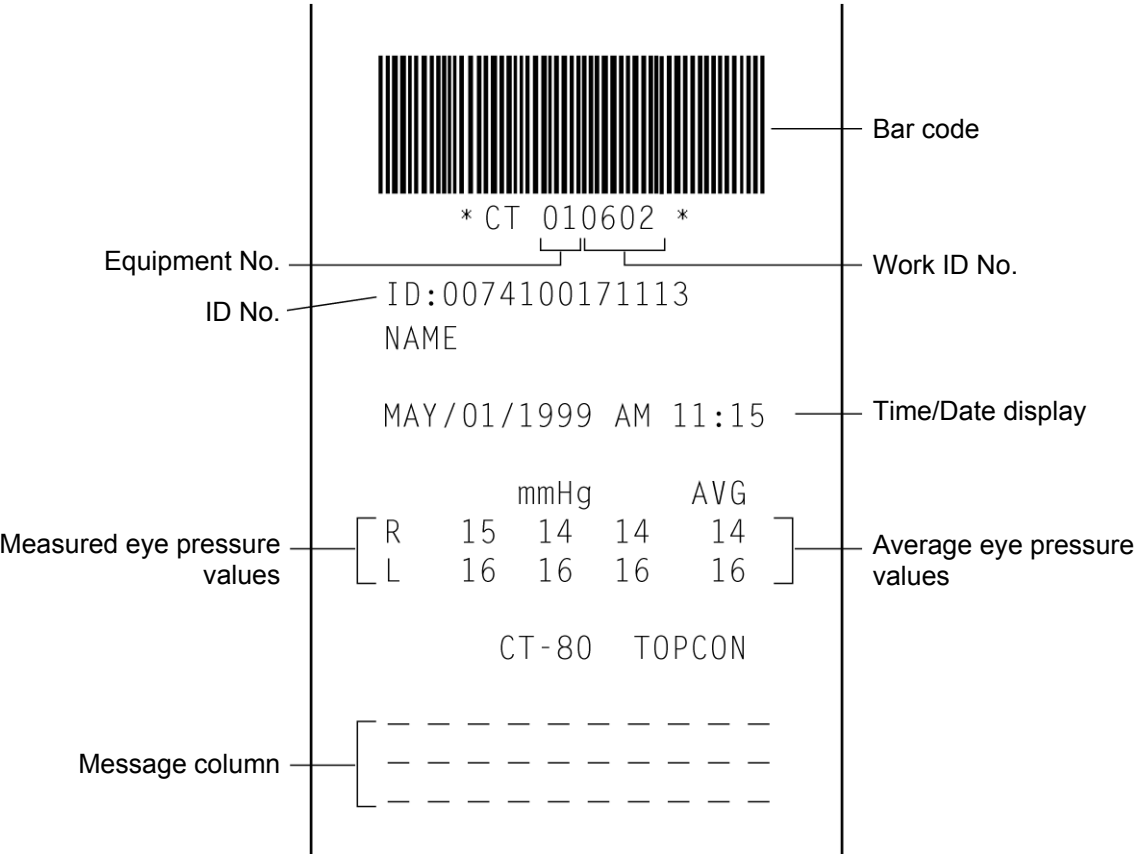 Bar code
* CT 010602 *
Equipment No.
Work ID No.
ID No.
ID:0074100171113
NAME
MAY/01/1999 AM 11:15
Time/Date display
mmHg AVG
R 15 14 14 14
L 16 16 16 16
Measured eye pressure
values
Average eye pressure
values
CT-80 TOPCON
Message column